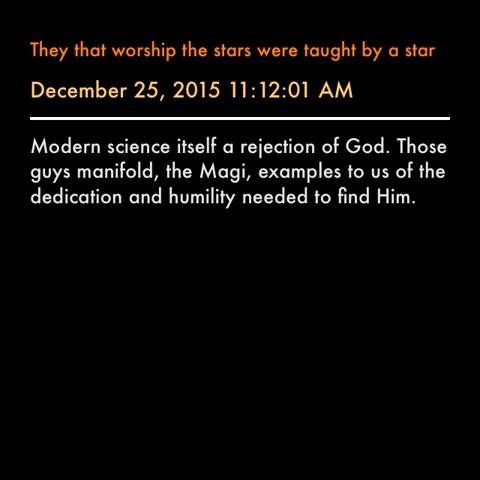 They that worship the stars were taught by a star
December 25, 2015 11:12:01 AM
Modern science itself a rejection of God. Those
guys manifold, the Magi, examples to us of the
dedication and humility needed to find Him.